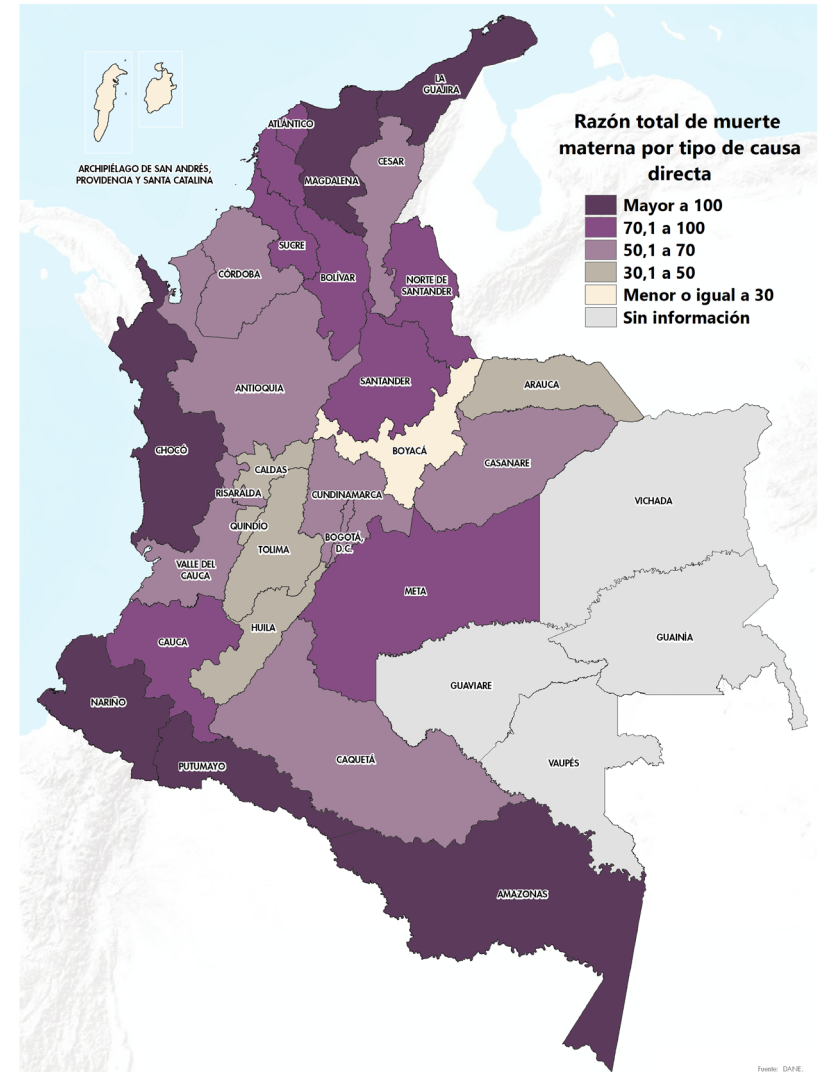 Razón total de muerte
materna por tipo de causa
directa
Mayor a 100
70,1 a 100
50,1 a 70
30,1 a 50
Menor o igual a 30
Sin información
ARCHIPIÉLAGO DE SAN ANDRÉS,
PROVIDENCIA Y SANTA CATALINA
LA
GUAJIRA
ATLÁNTICO
CESAR
MAGDALENA
SUCRE
CÓRDOBA
BOLÍVAR
NORTE DE
SANTANDER
ANTIOQUIA
SANTANDER
ARAUCA
CHOCÓ
BOYACÁ
CALDAS
CASANARE
RISARALDA
CUNDINAMARCA
VICHADA
QUINDÍO
BOGOTÁ,
D.C.
TOLIMA
VALLE DEL
CAUCA
META
HUILA
CAUCA
GUAINÍA
GUAVIARE
NARIÑO
CAQUETÁ
PUTUMAYO
VAUPÉS
AMAZONAS
Fuente: DANE.